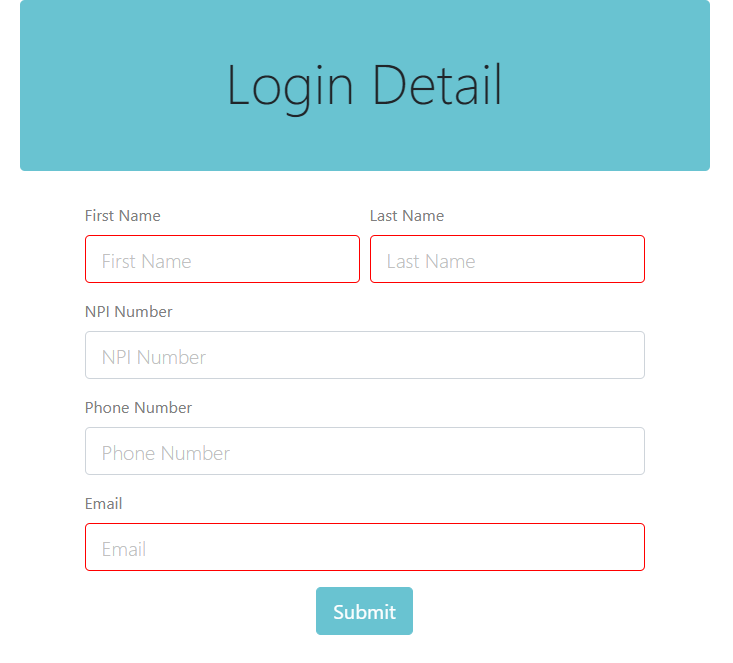 Login Detail
First Name Last Name
First Name Last Name
NPI Number
NPI Number
Phone Number
Phone Number
Email
Email
Submit